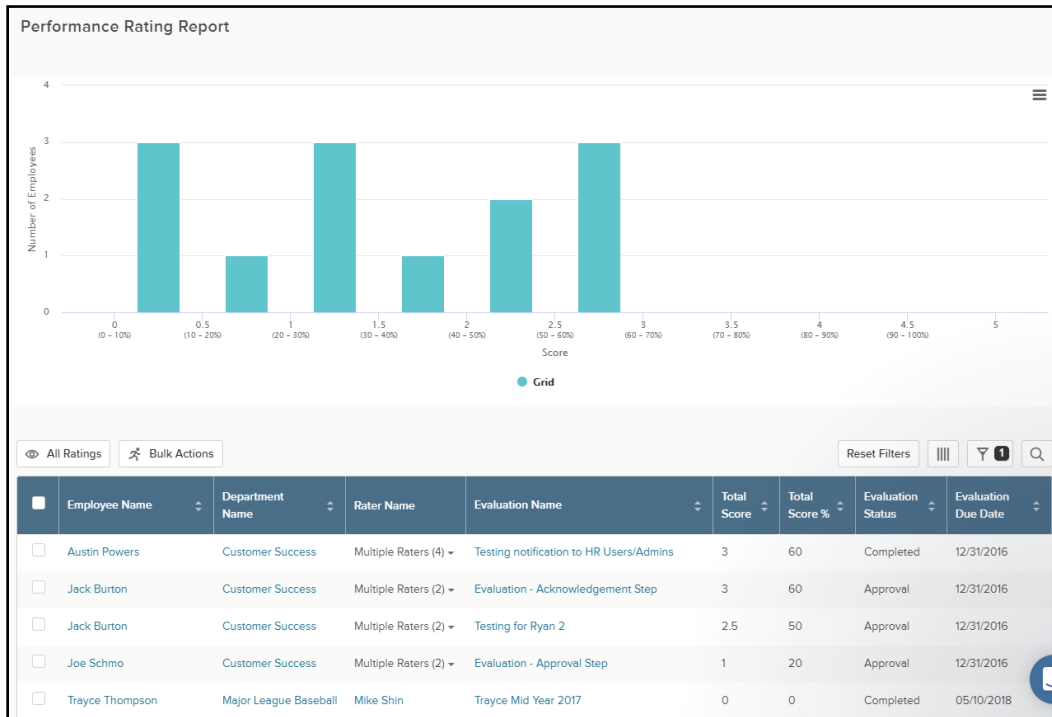 Performance Rating Report
4
3
2
1
0
Number of Employees
0 0.5 1 1.5 2 2.5 3 3.5 4 4.5 5
(0 - 10%) (10 - 20%) (20 - 30%) (30 - 40%) (40 - 50%) (50 - 60%) (60 - 70%) (70 - 80%) (80 - 90%) (90 - 100%)
Score
Grid
All Ratings Bulk Actions Reset Filters 1
Employee Name Department Name Rater Name Evaluation Name Total Score Total Score % Evaluation Status Evaluation Due Date
Austin Powers Customer Success Multiple Raters (4) Testing notification to HR Users/Admins 3 60 Completed 12/31/2016
Jack Burton Customer Success Multiple Raters (2) Evaluation - Acknowledgement Step 3 60 Approval 12/31/2016
Jack Burton Customer Success Multiple Raters (2) Testing for Ryan 2 2.5 50 Approval 12/31/2016
Joe Schmo Customer Success Multiple Raters (2) Evaluation - Approval Step 1 20 Approval 12/31/2016
Trayce Thompson Major League Baseball Mike Shin Trayce Mid Year 2017 0 0 Completed 05/10/2018